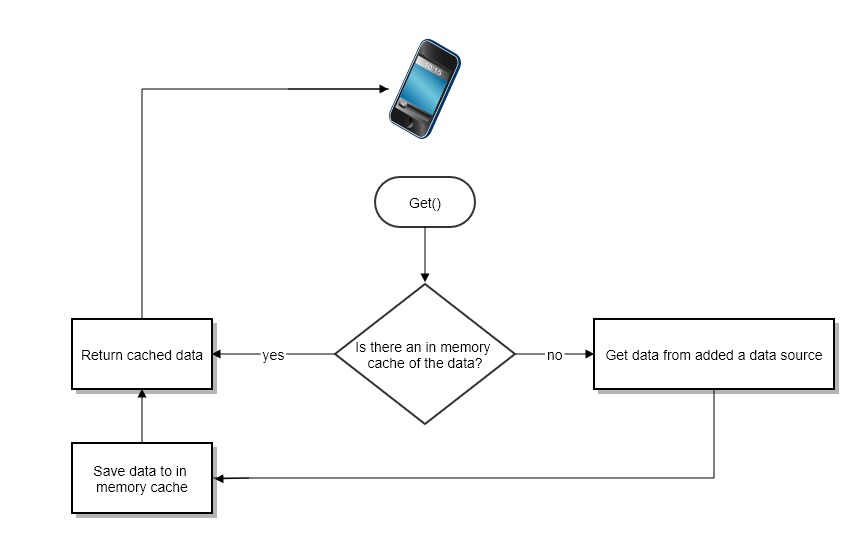 10:15
Get()
Is there an in memory
cache of the data?
yes
no
Return cached data
Get data from added a data source
Save data to in
memory cache